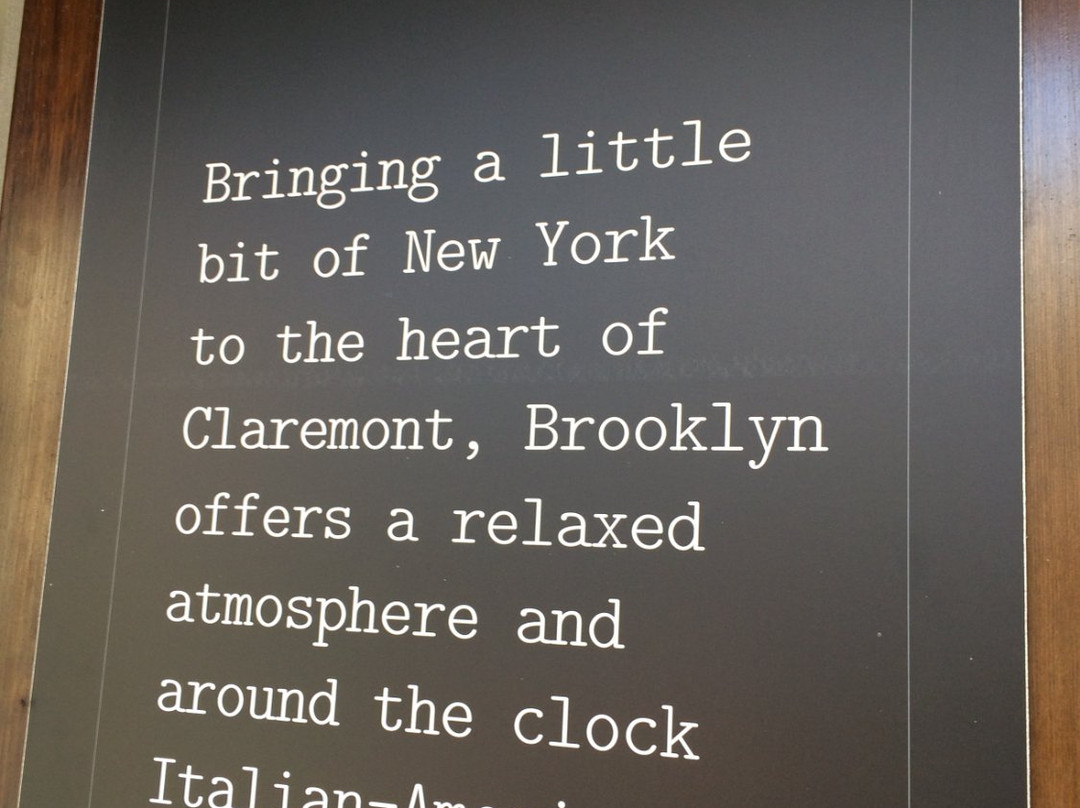 Bringing a little
bit of New York
to the heart of
Claremont, Brooklyn
offers a relaxed
atmosphere and
around the clock